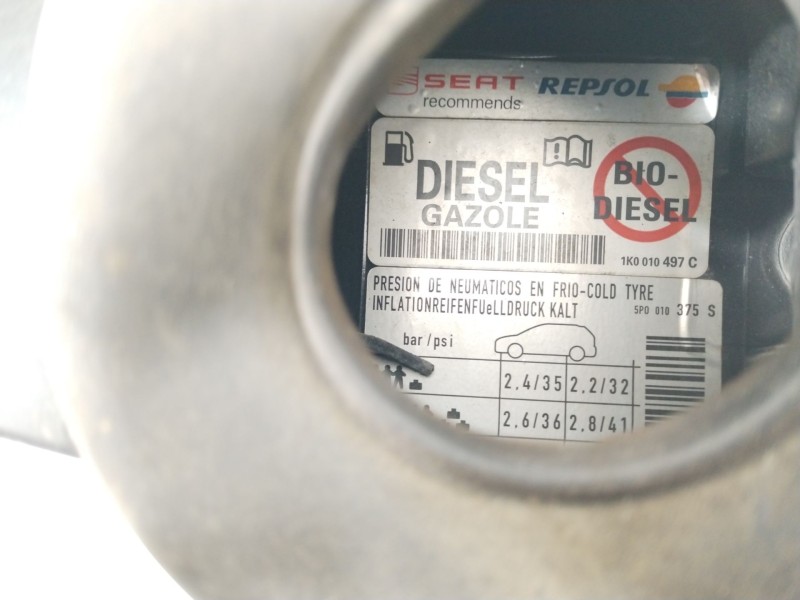 SEAT REPSOL
recommends
DIESEL
GAZOLE
BIO-
DIESEL
1K0 010 497 C
PRESION DE NEUMATICOS EN FRIO-COLD TYRE
INFLATIONREIFENFUeLLDRUCK KALT
5P0 010 375 S
bar/psi
2.4/35 2.2/32
2.6/36 2.8/41